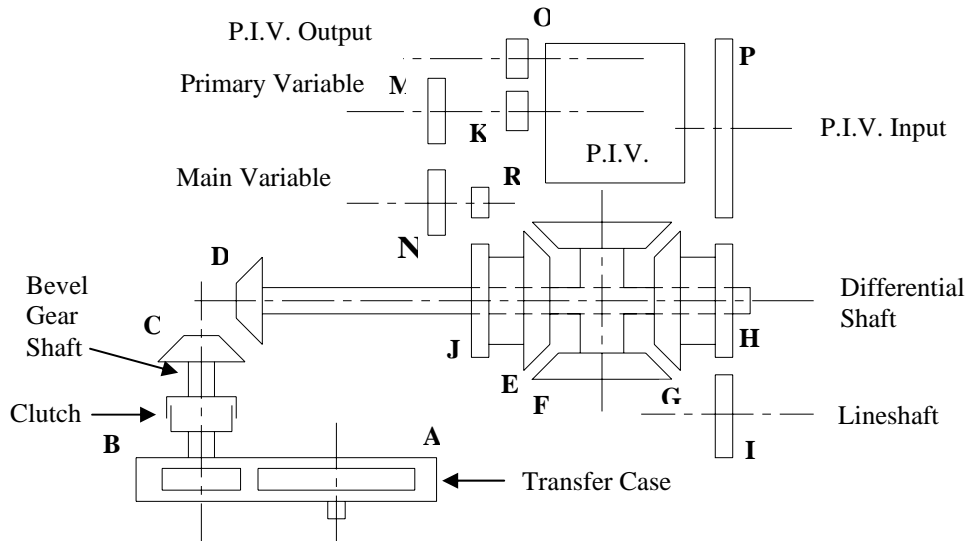 O
P.I.V. Output
P
M
Primary Variable
K
P.I.V. Input
P.I.V.
Main Variable
R
N
D
Bevel
Gear
Shaft
C
Differential
Shaft
J
H
E
F
G
Clutch
Lineshaft
B
A
I
Transfer Case